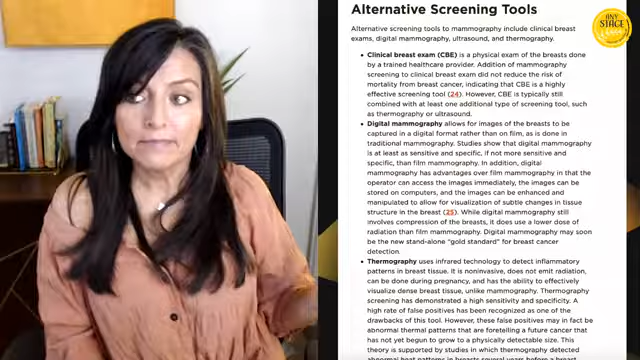 Alternative Screening Tools
ANY
STAGE
Alternative screening tools to mammography include clinical breast
exams, digital mammography, ultrasound, and thermography.
• Clinical breast exam (CBE) is a physical exam of the breasts done
by a trained healthcare provider. Addition of mammography
screening to clinical breast exam did not reduce the risk of
mortality from breast cancer, indicating that CBE is a highly
effective screening tool (24). However, CBE is typically still
combined with at least one additional type of screening tool, such
as thermography or ultrasound.
• Digital mammography allows for images of the breasts to be
captured in a digital format rather than on film, as is done in
traditional mammography. Studies show that digital mammography
is at least as sensitive and specific, if not more sensitive and
specific, than film mammography. In addition, digital
mammography has advantages over film mammography in that the
operator can access the images immediately, the images can be
stored on computers, and the images can be enhanced and
manipulated to allow for visualization of subtle changes in tissue
structure in the breast (25). While digital mammography still
involves compression of the breasts, it does use a lower dose of
radiation than film mammography. Digital mammography may soon
be the new stand-alone "gold standard" for breast cancer
detection.
• Thermography uses infrared technology to detect inflammatory
patterns in breast tissue. It is noninvasive, does not emit radiation,
can be done during pregnancy, and has the ability to effectively
visualize dense breast tissue, unlike mammography. Thermography
screening has demonstrated a high sensitivity and specificity. A
high rate of false positives has been recognized as one of the
drawbacks of this tool. However, these false positives may in fact be
abnormal thermal patterns that are foretelling a future cancer that
has not yet begun to grow to a physically detectable size. This
theory is supported by studies in which thermography detected
abnormal heat patterns in breasts several years before a breast